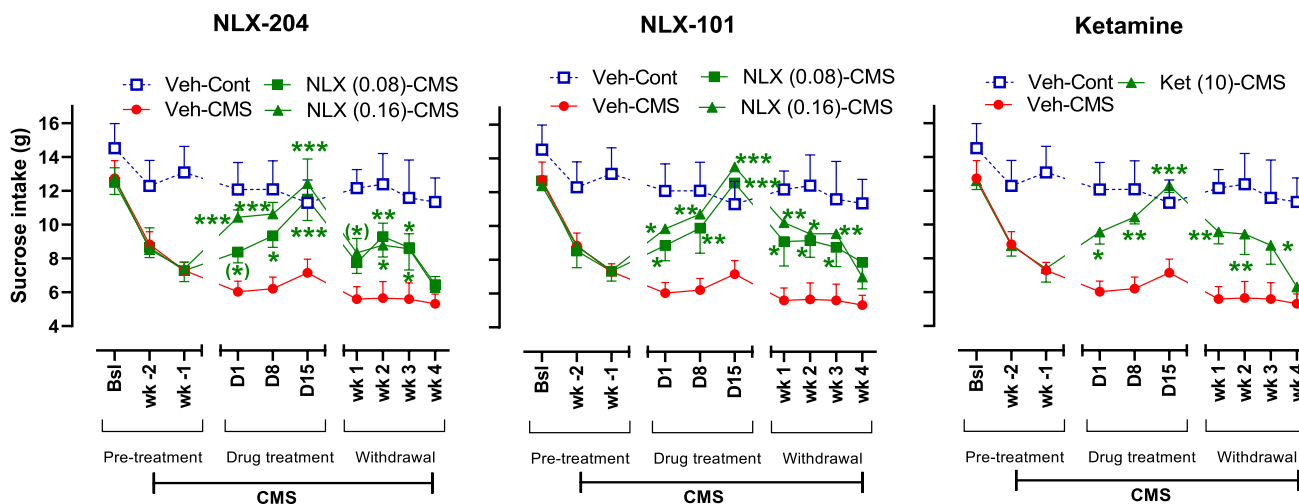 NLX-204
Veh-Cont
NLX (0.08)-CMS
Veh-CMS
NLX (0.16)-CMS
Sucrose intake (g)
16
14
12
10
8
6
4
***
***
***
***
(*)
*
(*)
**
*
*
*
Bsl
wk -2
wk -1
D1
D8
D15
wk 1
wk 2
wk 3
wk 4
Pre-treatment
Drug treatment
Withdrawal
CMS
NLX-101
Veh-Cont
NLX (0.08)-CMS
Veh-CMS
NLX (0.16)-CMS
***
***
**
*
**
*
**
**
**
*
*
*
Bsl
wk -2
wk -1
D1
D8
D15
wk 1
wk 2
wk 3
wk 4
Pre-treatment
Drug treatment
Withdrawal
CMS
Ketamine
Veh-Cont
Ket (10)-CMS
Veh-CMS
***
**
*
**
**
*
Bsl
wk -2
wk -1
D1
D8
D15
wk 1
wk 2
wk 3
wk 4
Pre-treatment
Drug treatment
Withdrawal
CMS